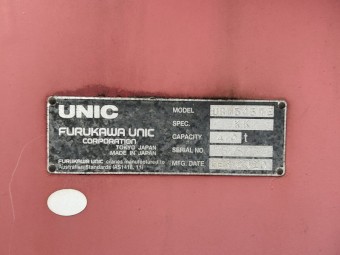 UNIC
FURUKAWA UNIC
CORPORATION
TOKYO JAPAN
MADE IN JAPAN
FURUKAWA UNIC cranes manufactured to
Australian Standards (AS1418. 1)
MODEL
SPEC.
CAPACITY t
SERIAL NO.
MFG. DATE